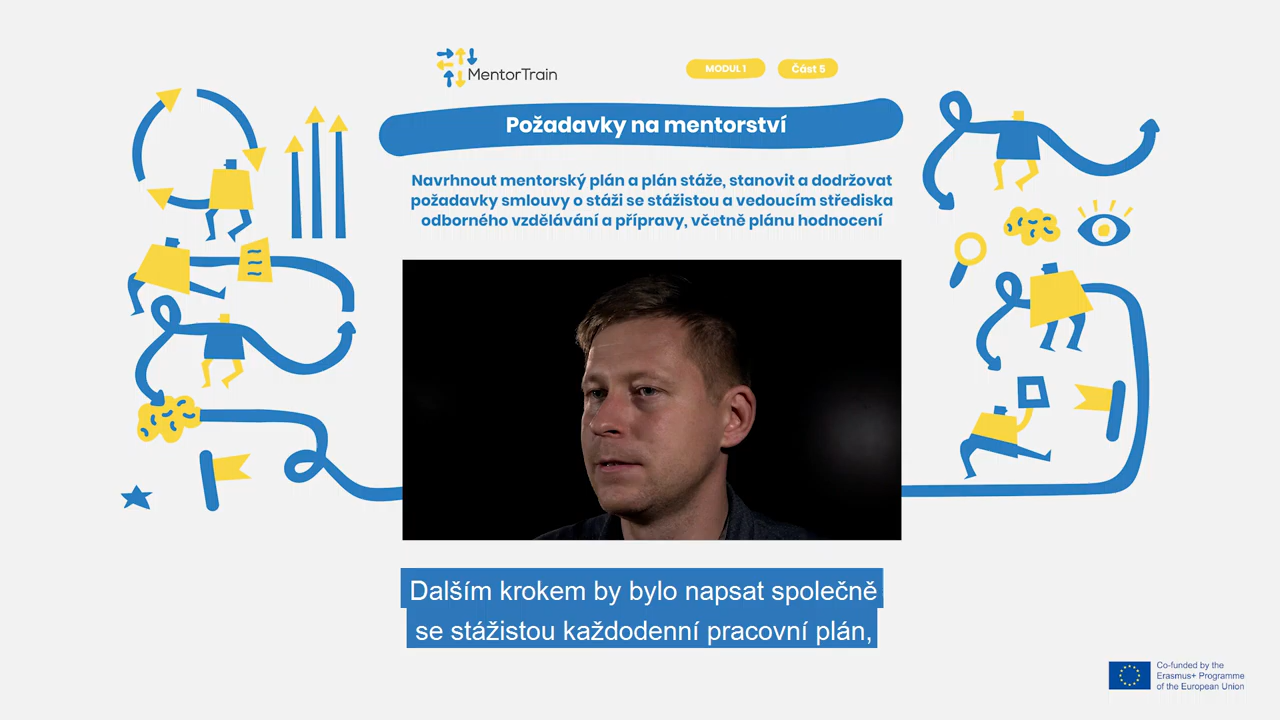 MentorTrain
MODUL 1
Část 5
Požadavky na mentorství
Navrhnout mentorský plán a plán stáže, stanovit a dodržovat
požadavky smlouvy o stáži se stážistou a vedoucím střediska
odborného vzdělávání a přípravy, včetně plánu hodnocení
Dalším krokem by bylo napsat společně
se stážistou každodenní pracovní plán,
Co-funded by the
Erasmus+ Programme
of the European Union